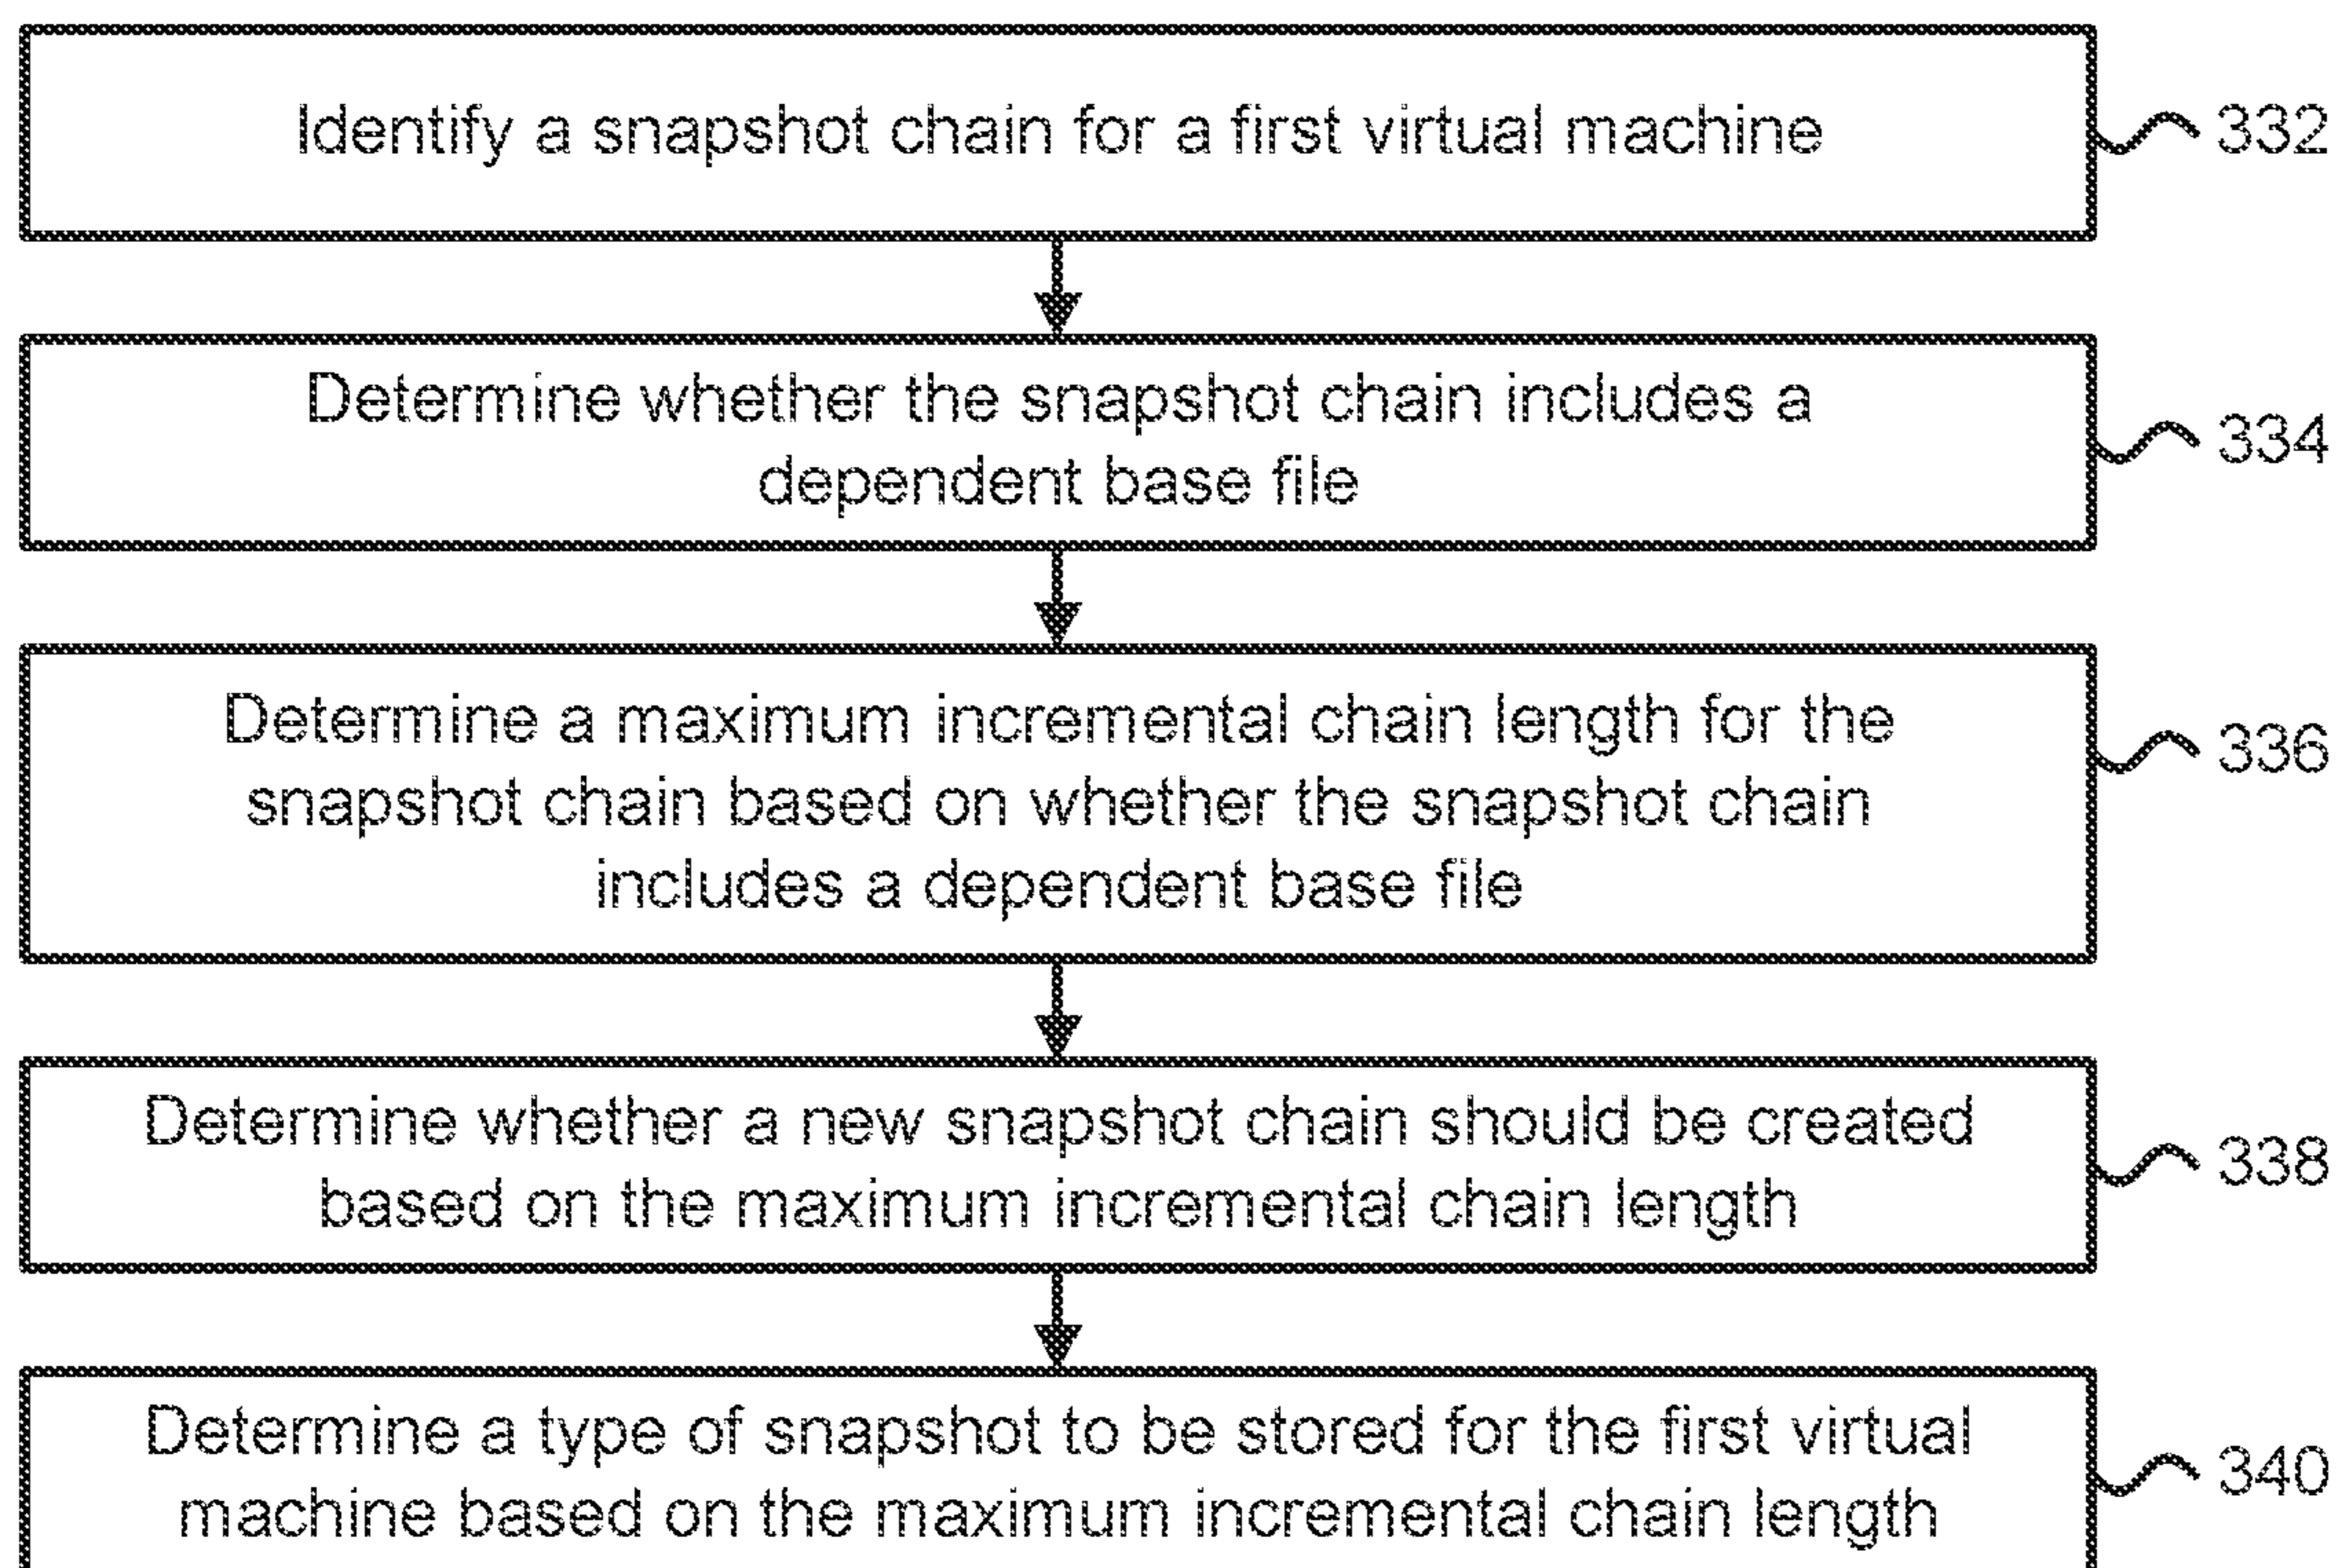 Identify a snapshot chain for a first virtual machine
332
Determine whether the snapshot chain includes a
dependent base file
334
Determine a maximum incremental chain length for the
snapshot chain based on whether the snapshot chain
includes a dependent base file
336
Determine whether a new snapshot chain should be created
based on the maximum incremental chain length
338
Determine a type of snapshot to be stored for the first virtual
machine based on the maximum incremental chain length
340